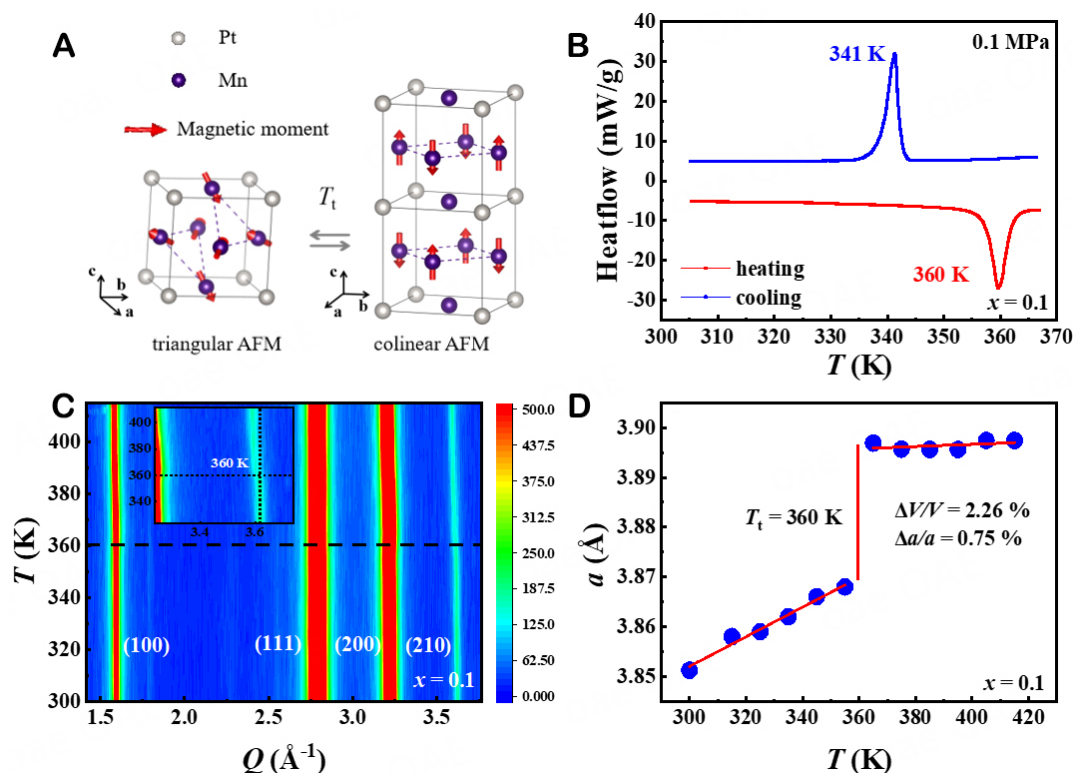 A
Pt
Mn
Magnetic moment
Tt
c
b
a
c
b
a
triangular AFM
colinear AFM
B
0.1 MPa
341 K
360 K
heating
cooling
x = 0.1
Heatflow (mW/g)
40
30
20
10
0
-10
-20
-30
300 310 320 330 340 350 360 370
T (K)
C
400
380
360
340
320
300
T (K)
400
380
360
340
360 K
3.4 3.6
(100) (111) (200) (210)
x = 0.1
1.5 2.0 2.5 3.0 3.5
Q (Å-1)
500.0
437.5
375.0
312.5
250.0
187.5
125.0
62.50
0.000
D
3.90
3.89
3.88
3.87
3.86
3.85
a (Å)
Tt = 360 K
ΔV/V = 2.26 %
Δa/a = 0.75 %
x = 0.1
300 320 340 360 380 400 420
T (K)